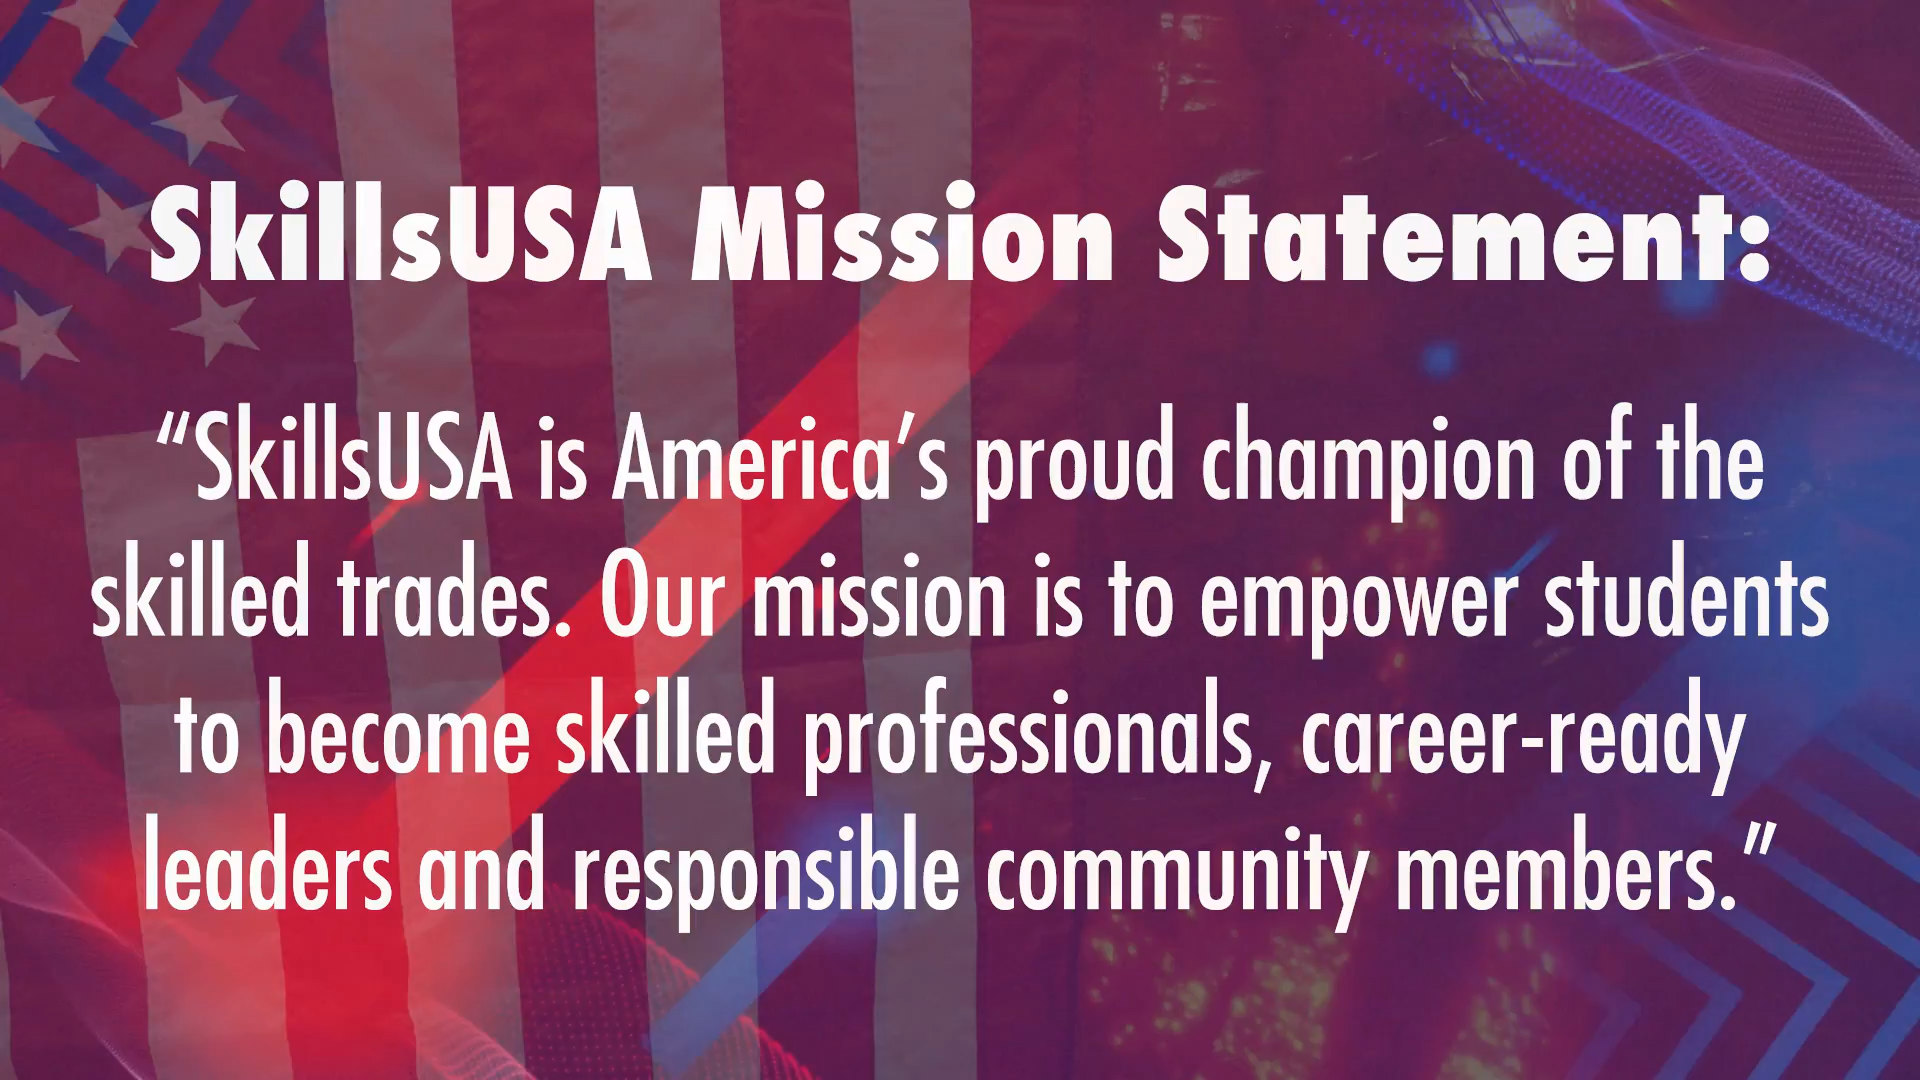 SkillsUSA Mission Statement:
“SkillsUSA is America’s proud champion of the
skilled trades. Our mission is to empower students
to become skilled professionals, career-ready
leaders and responsible community members.”